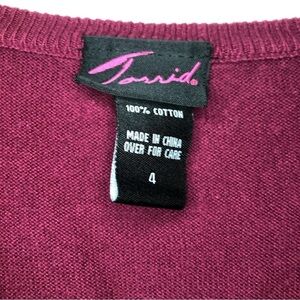 Torrid.
100% COTTON
MADE IN CHINA
OVER FOR CARE
4